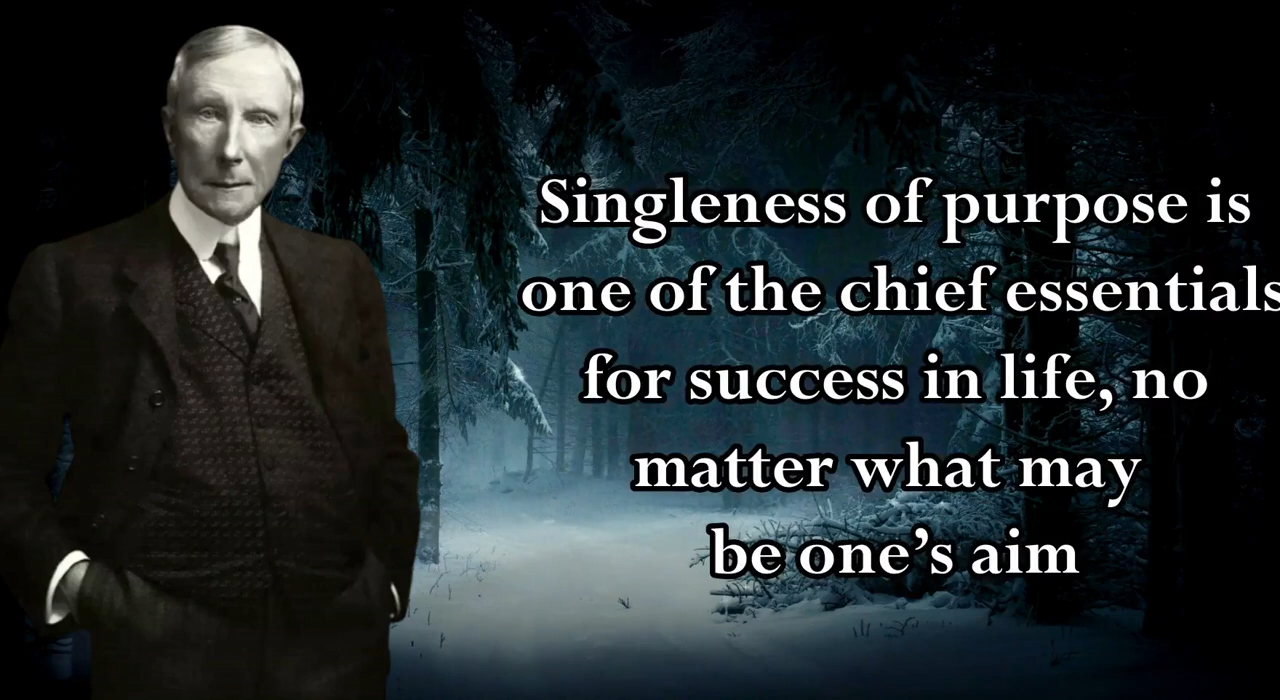 Singleness of purpose is
one of the chief essentials
for success in life, no
matter what may
be one’s aim